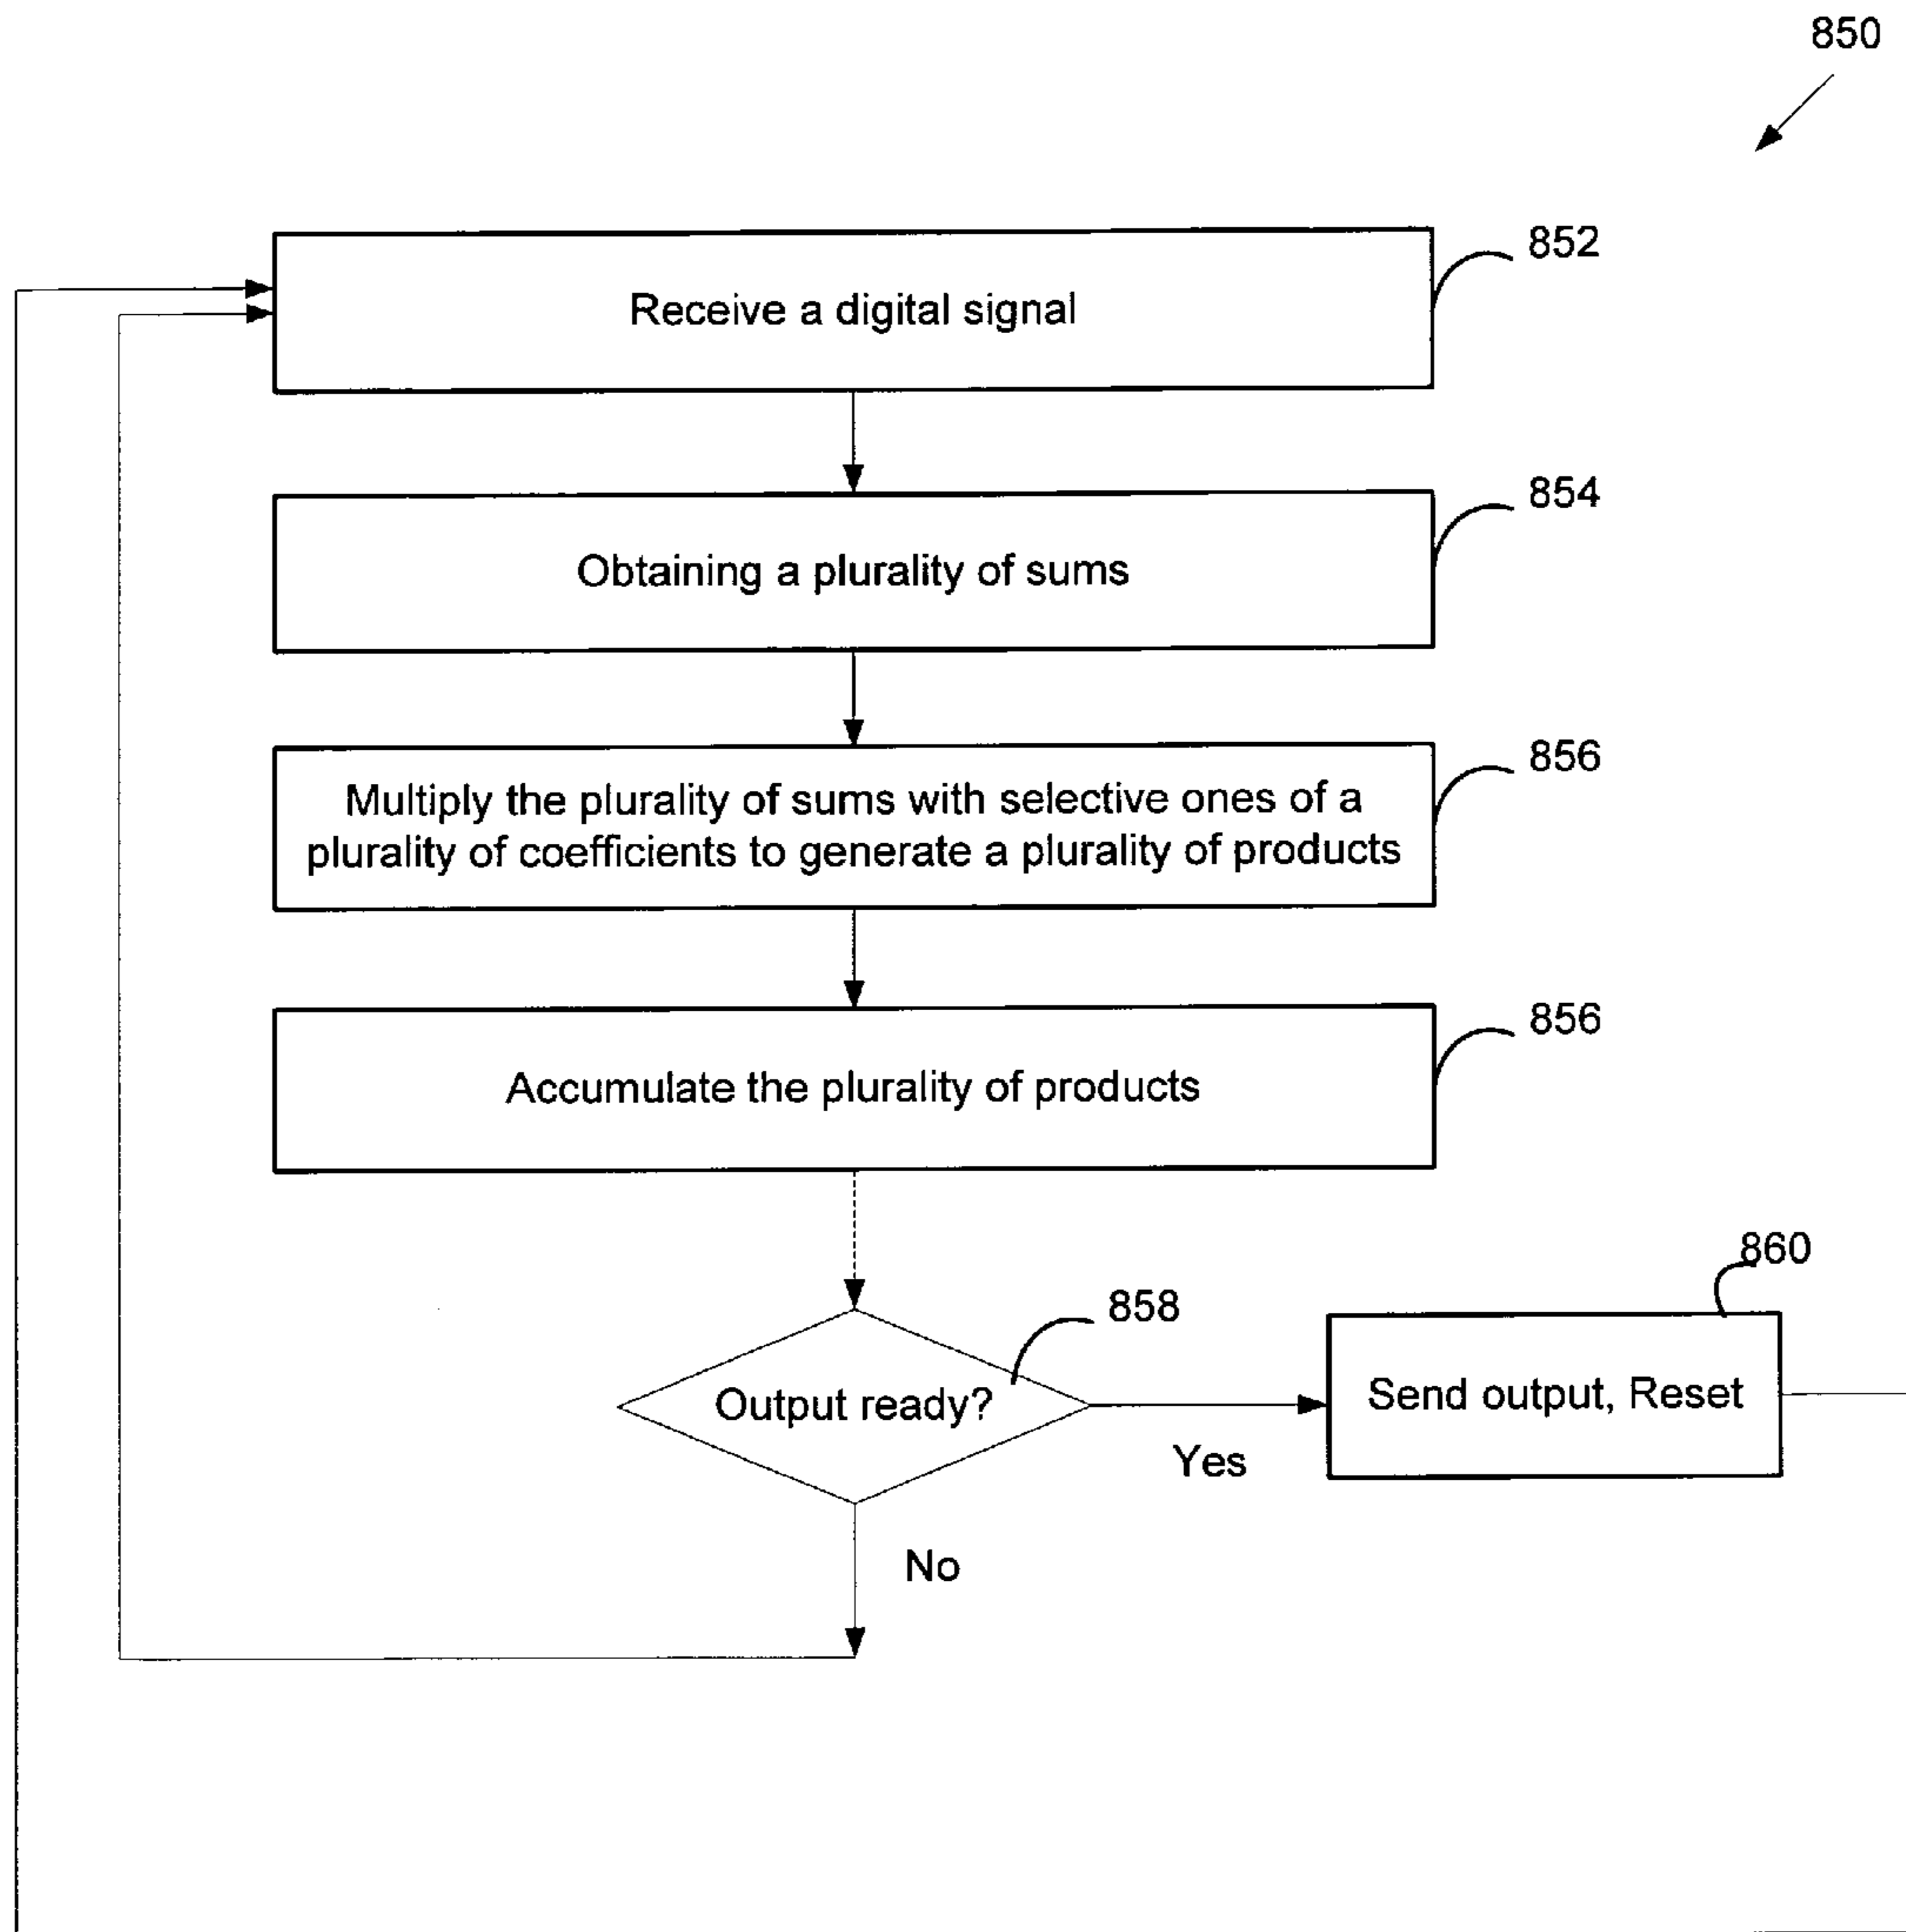 850
852
Receive a digital signal
854
Obtaining a plurality of sums
856
Multiply the plurality of sums with selective ones of a
plurality of coefficients to generate a plurality of products
856
Accumulate the plurality of products
860
858
Output ready?
Send output, Reset
Yes
No